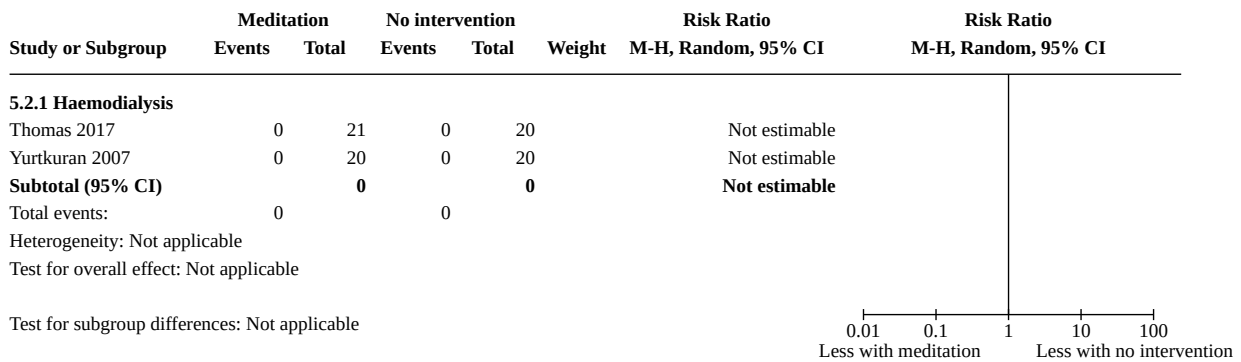 Meditation No intervention Risk Ratio Risk Ratio
Study or Subgroup Events Total Events Total Weight M-H, Random, 95% CI M-H, Random, 95% CI
5.2.1 Haemodialysis
Thomas 2017 0 21 0 20 Not estimable
Yurtkuran 2007 0 20 0 20 Not estimable
Subtotal (95% CI) 0 0 Not estimable
Total events: 0 0
Heterogeneity: Not applicable
Test for overall effect: Not applicable
Test for subgroup differences: Not applicable
0.01 0.1 1 10 100
Less with meditation Less with no intervention